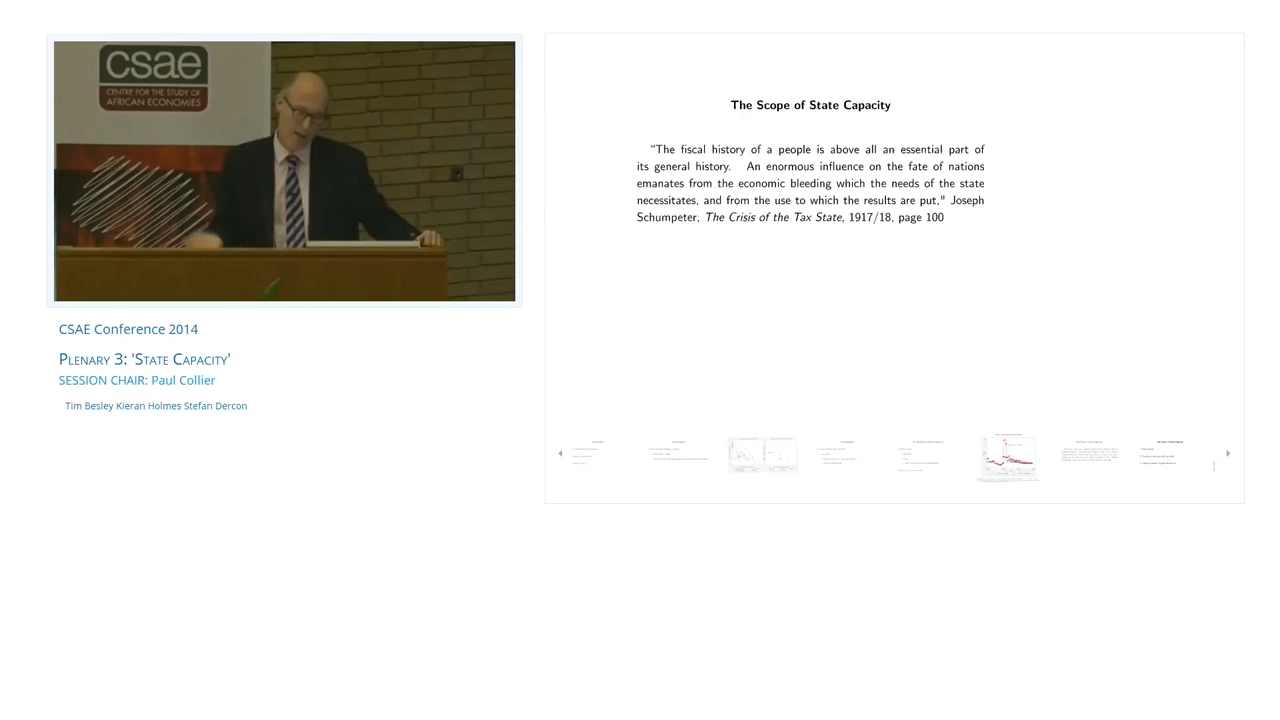 csae
CENTRE FOR THE STUDY OF
AFRICAN ECONOMIES
CSAE Conference 2014
Plenary 3: 'State Capacity'
SESSION CHAIR: Paul Collier
Tim Besley Kieran Holmes Stefan Dercon
The Scope of State Capacity
“The fiscal history of a people is above all an essential part of
its general history. An enormous influence on the fate of nations
emanates from the economic bleeding which the needs of the state
necessitates, and from the use to which the results are put," Joseph
Schumpeter, The Crisis of the Tax State, 1917/18, page 100